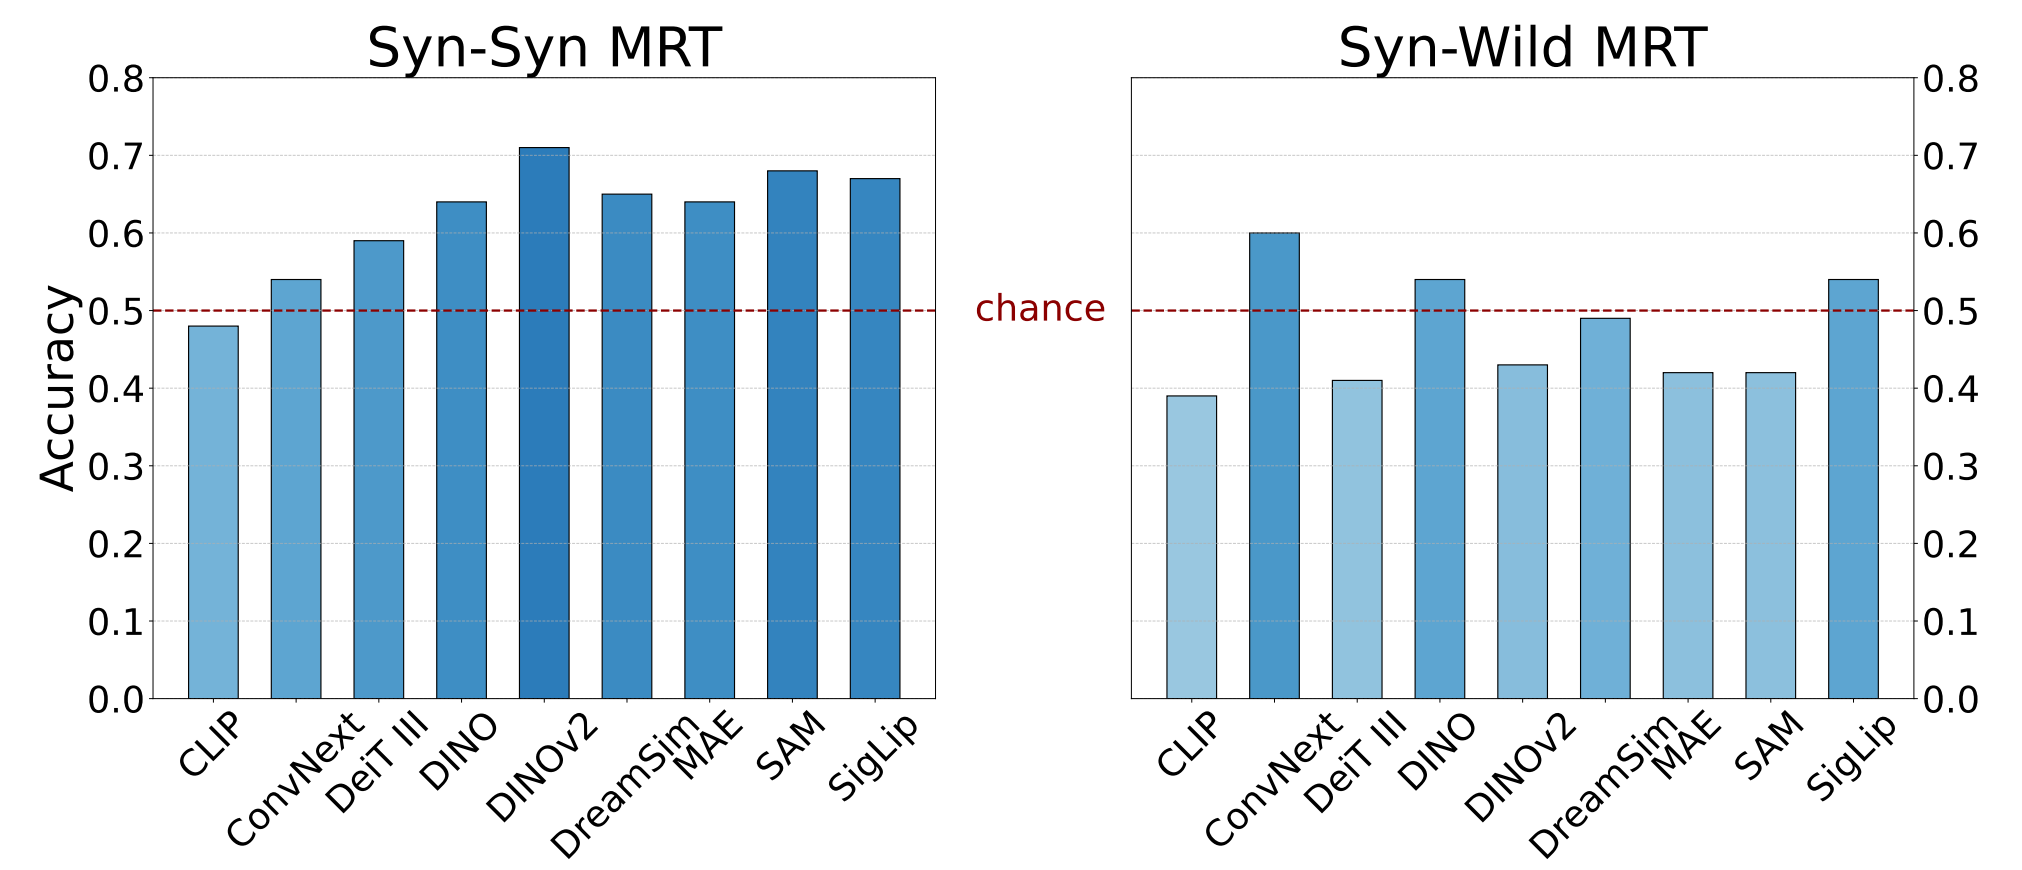 Syn-Syn MRT
Accuracy
0.8
0.7
0.6
0.5
0.4
0.3
0.2
0.1
0.0
CLIP
ConvNext
DeiT III
DINO
DINOv2
DreamSim
MAE
SAM
SigLip
chance
Syn-Wild MRT
0.8
0.7
0.6
0.5
0.4
0.3
0.2
0.1
0.0
CLIP
ConvNext
DeiT III
DINO
DINOv2
DreamSim
MAE
SAM
SigLip